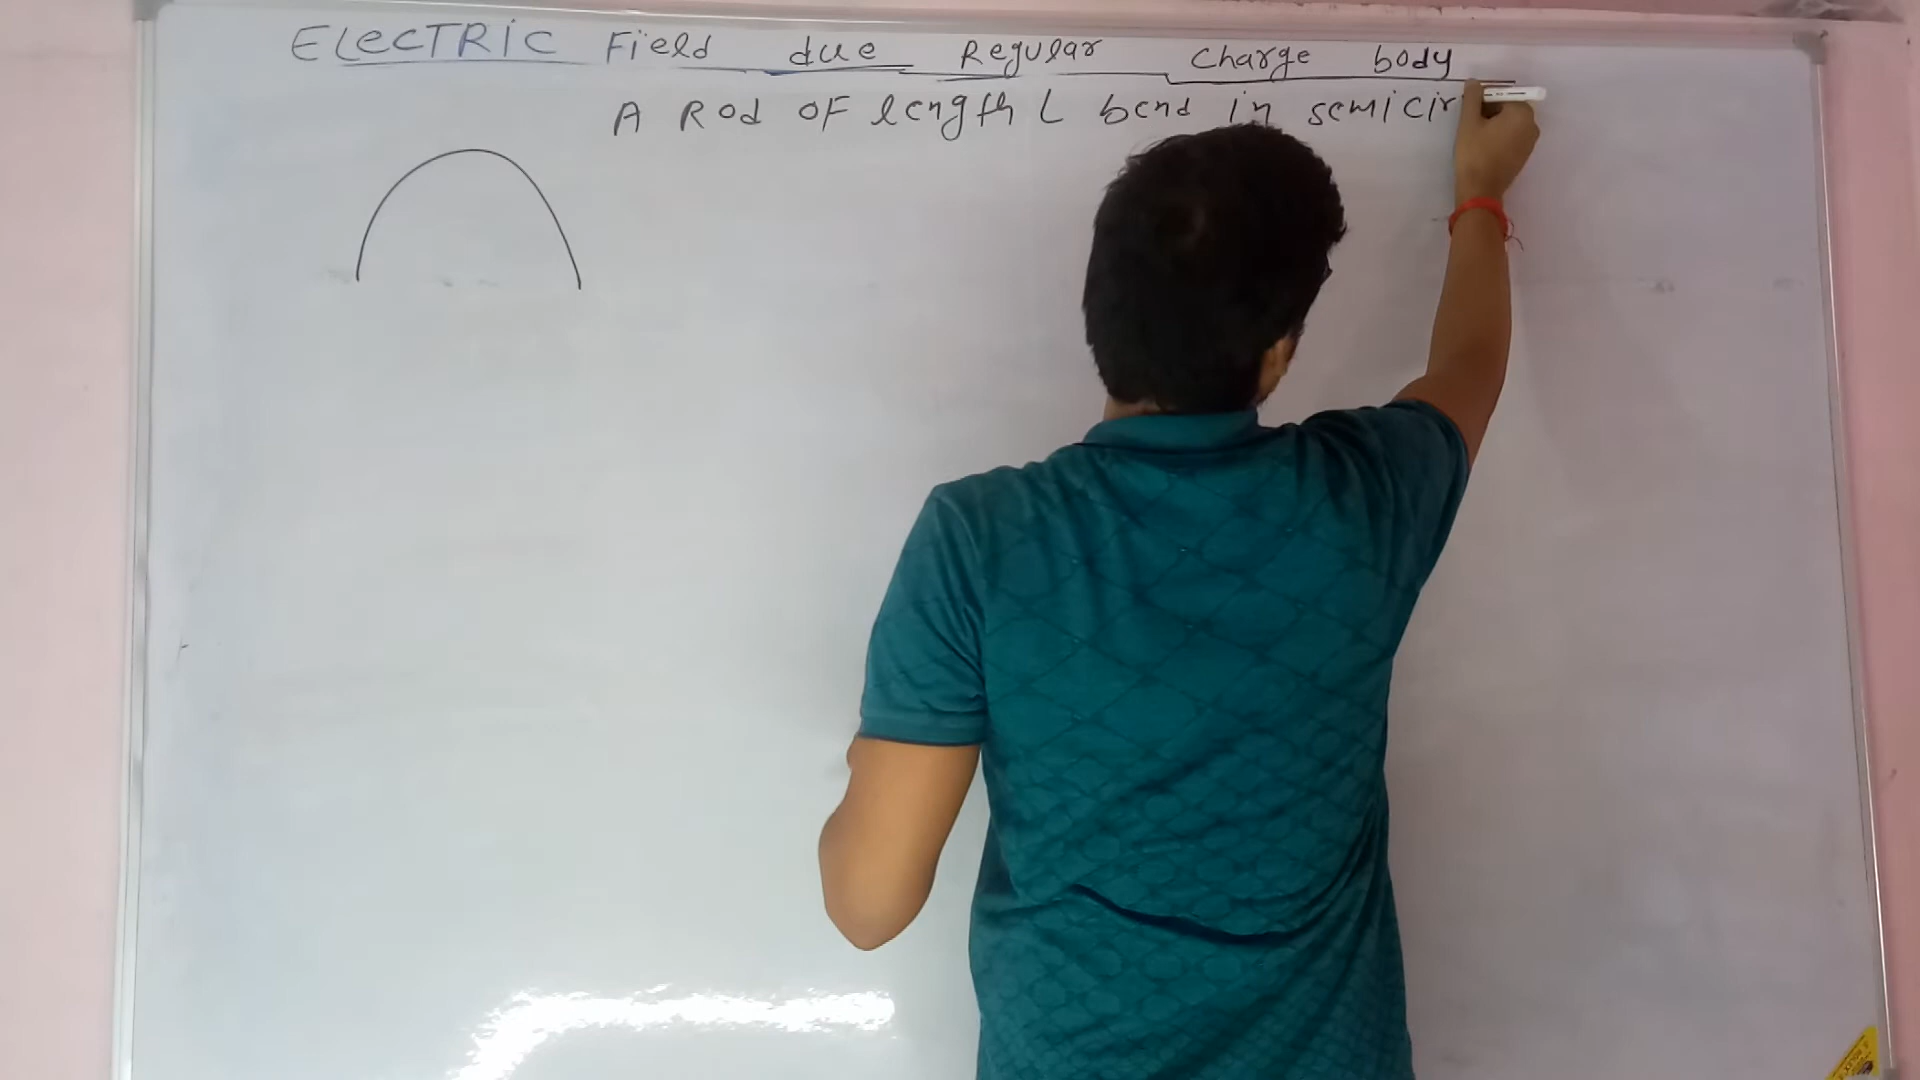 ELECTRIC Field due Regular Charge body
A Rod OF length L bend in semicir